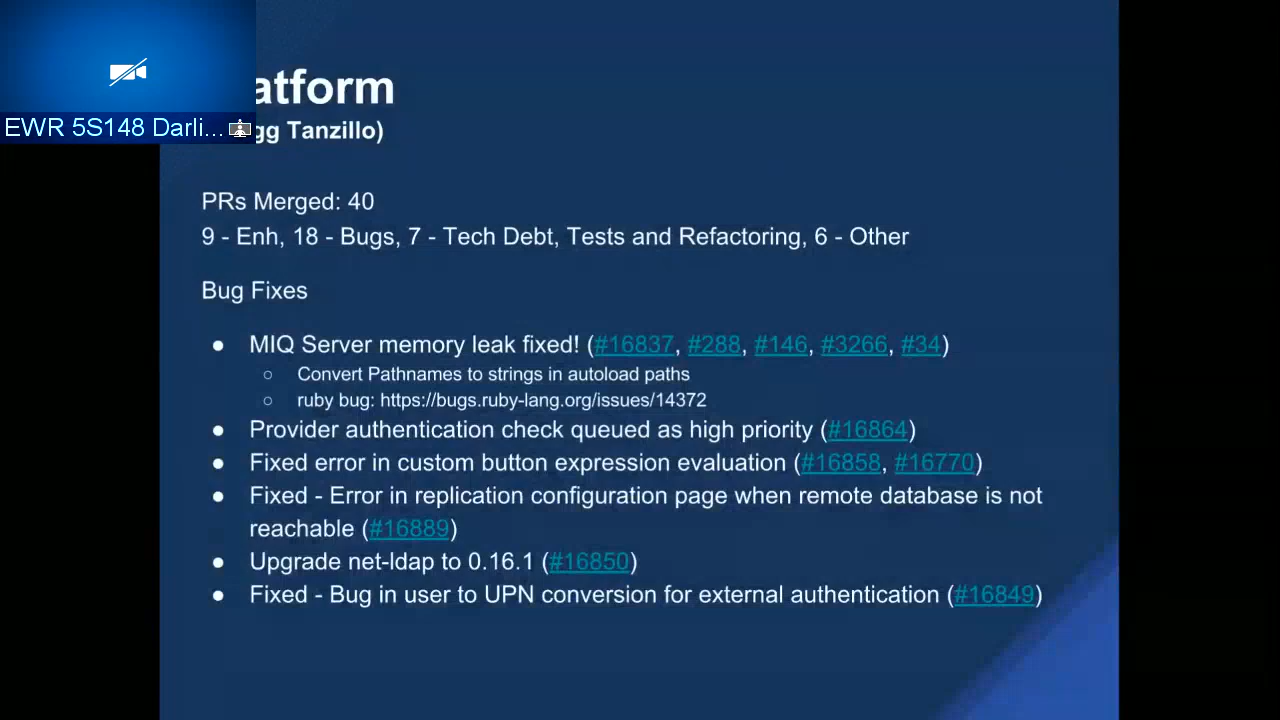 atform
EWR 5S148 Darli...
gg Tanzillo)
PRs Merged: 40
9 - Enh, 18 - Bugs, 7 - Tech Debt, Tests and Refactoring, 6 - Other
Bug Fixes
● MIQ Server memory leak fixed! (#16837, #288, #146, #3266, #34)
○ Convert Pathnames to strings in autoload paths
○ ruby bug: https://bugs.ruby-lang.org/issues/14372
● Provider authentication check queued as high priority (#16864)
● Fixed error in custom button expression evaluation (#16858, #16770)
● Fixed - Error in replication configuration page when remote database is not
reachable (#16889)
● Upgrade net-ldap to 0.16.1 (#16850)
● Fixed - Bug in user to UPN conversion for external authentication (#16849)